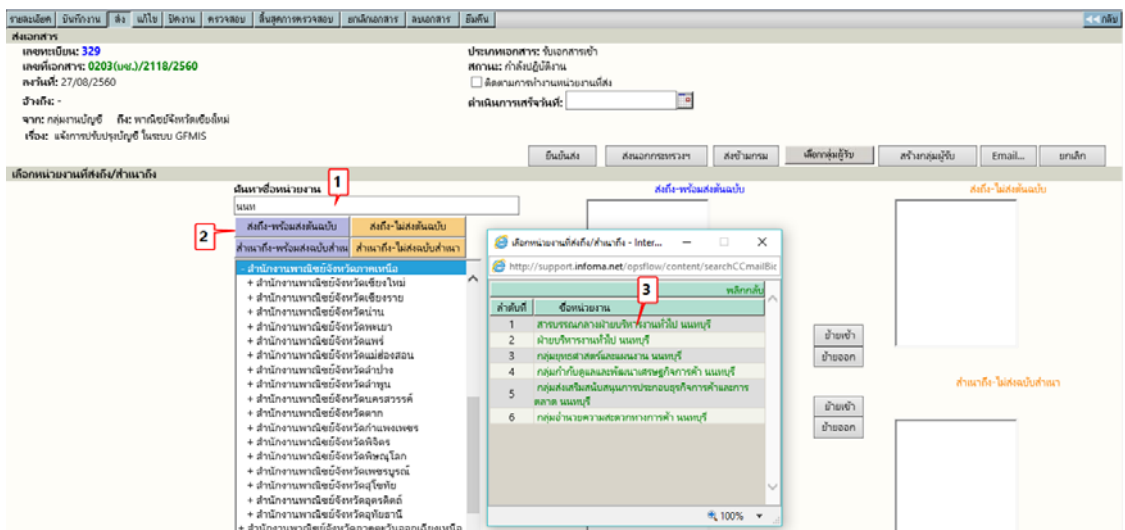 รายละเอียด บันทึกงาน ส่ง แก้ไข ปิดงาน ตรวจสอบ สิ้นสุดการตรวจสอบ ยกเลิกเอกสาร ลบเอกสาร ยืมคืน << กลับ
ส่งเอกสาร
เลขทะเบียน: 329 ประเภทเอกสาร: รับเอกสารเข้า
เลขที่เอกสาร: 0203(นช.)/2118/2560 สถานะ: กำลังปฏิบัติงาน
ลงวันที่: 27/08/2560 ติดตามการทำงานหน่วยงานที่ส่ง
อ้างถึง: - ดำเนินการเสร็จวันที่:
จาก: กลุ่มงานบัญชี ถึง: พาณิชย์จังหวัดเชียงใหม่
เรื่อง: แจ้งการปรับปรุงบัญชี ในระบบ GFMIS
ยืนยันส่ง ส่งนอกกระทรวงฯ ส่งข้ามกรม เลือกกลุ่มผู้รับ สร้างกลุ่มผู้รับ Email... ยกเลิก
เลือกหน่วยงานที่ส่งถึง/สำเนาถึง
ค้นหาชื่อหน่วยงาน 1 ส่งถึง-พร้อมส่งต้นฉบับ ส่งถึง-ไม่ส่งต้นฉบับ
นนท
2 ส่งถึง-พร้อมส่งต้นฉบับ ส่งถึง-ไม่ส่งต้นฉบับ
สำเนาถึง-พร้อมส่งฉบับสำเน สำเนาถึง-ไม่ส่งฉบับสำเนา
- สำนักงานพาณิชย์จังหวัดภาคเหนือ
+ สำนักงานพาณิชย์จังหวัดเชียงใหม่
+ สำนักงานพาณิชย์จังหวัดเชียงราย
+ สำนักงานพาณิชย์จังหวัดน่าน
+ สำนักงานพาณิชย์จังหวัดพะเยา
+ สำนักงานพาณิชย์จังหวัดแพร่
+ สำนักงานพาณิชย์จังหวัดแม่ฮ่องสอน
+ สำนักงานพาณิชย์จังหวัดลำปาง
+ สำนักงานพาณิชย์จังหวัดลำพูน
+ สำนักงานพาณิชย์จังหวัดนครสวรรค์
+ สำนักงานพาณิชย์จังหวัดตาก
+ สำนักงานพาณิชย์จังหวัดกำแพงเพชร
+ สำนักงานพาณิชย์จังหวัดพิจิตร
+ สำนักงานพาณิชย์จังหวัดพิษณุโลก
+ สำนักงานพาณิชย์จังหวัดเพชรบูรณ์
+ สำนักงานพาณิชย์จังหวัดสุโขทัย
+ สำนักงานพาณิชย์จังหวัดอุตรดิตถ์
+ สำนักงานพาณิชย์จังหวัดอุทัยธานี
+ สำนักงานพาณิชย์จังหวัดภาคตะวันออกเฉียงเหนือ
เลือกหน่วยงานที่ส่งถึง/สำเนาถึง - Inter...
http://support.infoma.net/opsflow/content/searchCCmailBic
3 พลิกกลับ
ลำดับที่ ชื่อหน่วยงาน
1 สารบรรณกลางฝ่ายบริหารงานทั่วไป นนทบุรี
2 ฝ่ายบริหารงานทั่วไป นนทบุรี
3 กลุ่มยุทธศาสตร์และแผนงาน นนทบุรี
4 กลุ่มกำกับดูแลและพัฒนาเศรษฐกิจการค้า นนทบุรี
5 กลุ่มส่งเสริมสนับสนุนการประกอบธุรกิจการค้าและการ
ตลาด นนทบุรี
6 กลุ่มอำนวยความสะดวกทางการค้า นนทบุรี
100%
ย้ายเข้า
ย้ายออก
สำเนาถึง-ไม่ส่งฉบับสำเนา
ย้ายเข้า
ย้ายออก